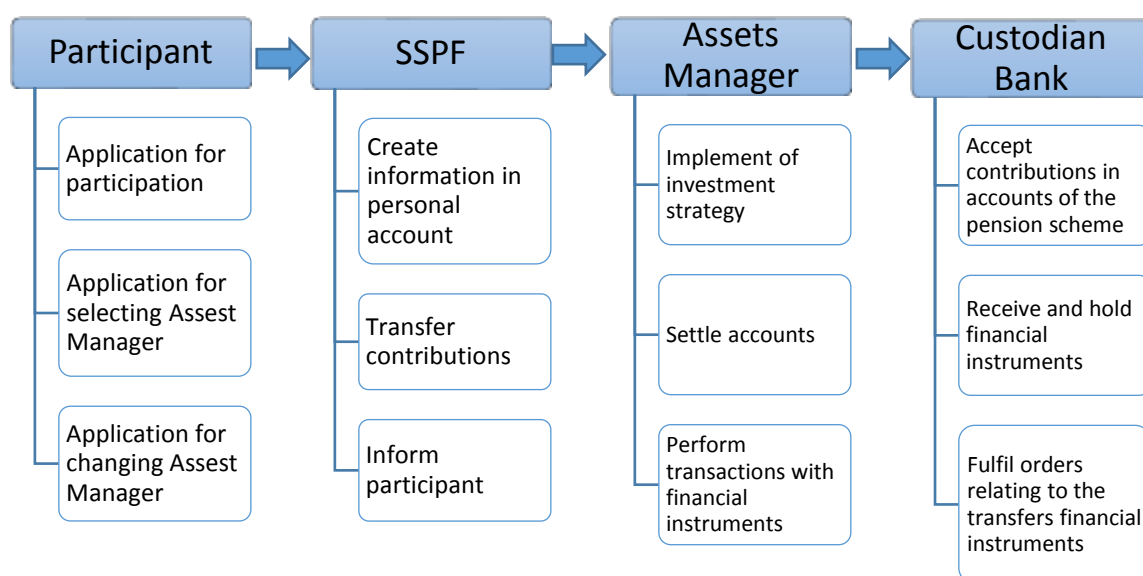 Participant
Application for
participation
Application for
selecting Assest
Manager
Application for
changing Assest
Manager
SSPF
Create
information in
personal
account
Transfer
contributions
Inform
participant
Assets
Manager
Implement of
investment
strategy
Settle accounts
Perform
transactions with
financial
instruments
Custodian
Bank
Accept
contributions in
accounts of the
pension scheme
Receive and hold
financial
instruments
Fulfil orders
relating to the
transfers financial
instruments